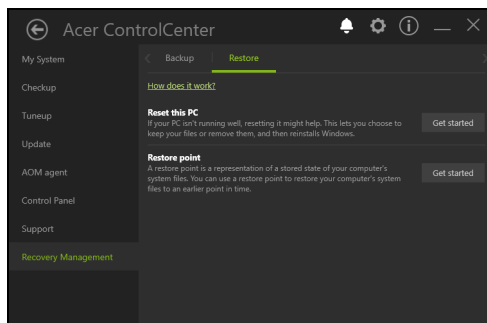 Acer ControlCenter
My System
Checkup
Tuneup
Update
AOM agent
Control Panel
Support
Recovery Management
Backup
Restore
How does it work?
Reset this PC
If your PC isn't running well, resetting it might help. This lets you choose to
keep your files or remove them, and then reinstalls Windows.
Get started
Restore point
A restore point is a representation of a stored state of your computer's
system files. You can use a restore point to restore your computer's system
files to an earlier point in time.
Get started